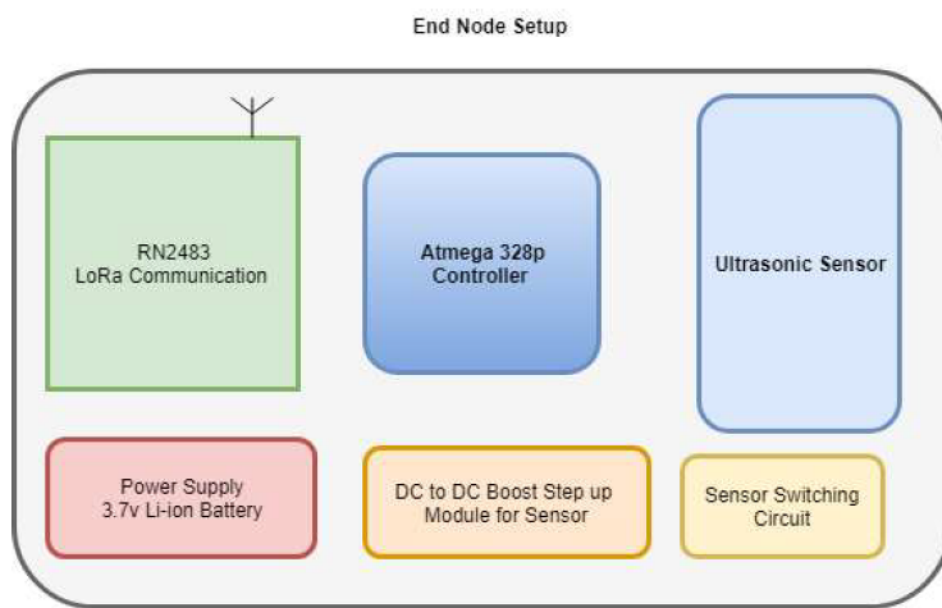 End Node Setup
RN2483
LoRa Communication
Atmega 328p
Controller
Ultrasonic Sensor
Power Supply
3.7v Li-ion Battery
DC to DC Boost Step up
Module for Sensor
Sensor Switching
Circuit